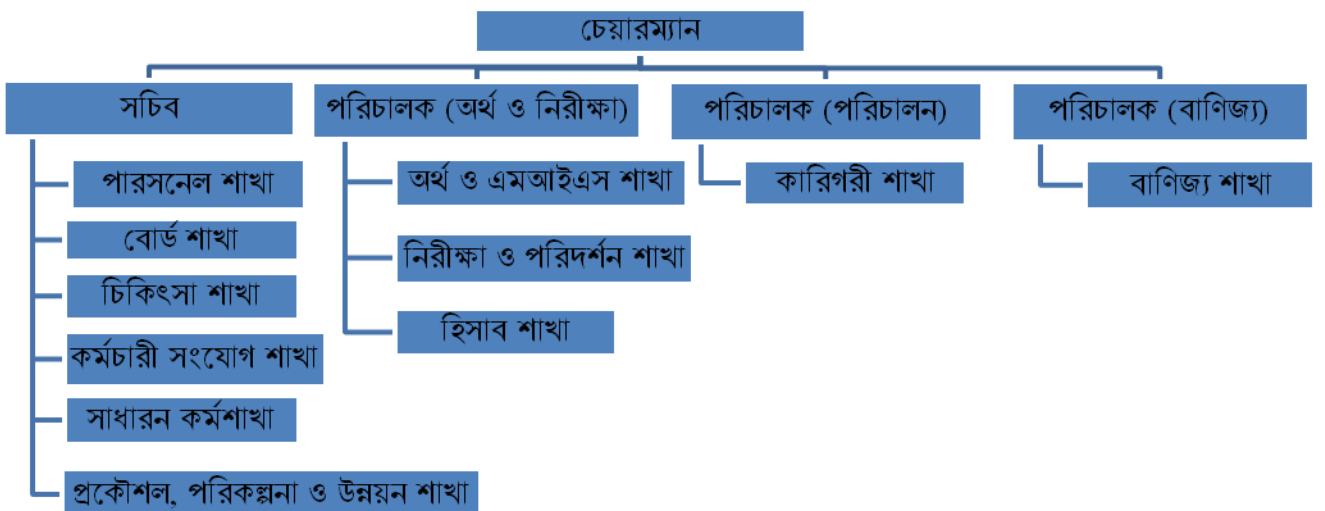 চেয়ারম্যান
সচিব
পরিচালক (অর্থ ও নিরীক্ষা)
পরিচালক (পরিচালন)
পরিচালক (বাণিজ্য)
পারসনেল শাখা
বোর্ড শাখা
চিকিৎসা শাখা
কর্মচারী সংযোগ শাখা
সাধারন কর্মশাখা
প্রকৌশল, পরিকল্পনা ও উন্নয়ন শাখা
অর্থ ও এমআইএস শাখা
নিরীক্ষা ও পরিদর্শন শাখা
হিসাব শাখা
কারিগরী শাখা
বাণিজ্য শাখা